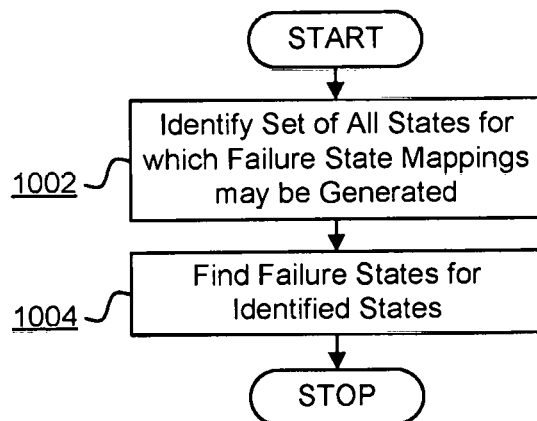 START
Identify Set of All States for
which Failure State Mappings
may be Generated
1002
Find Failure States for
Identified States
1004
STOP